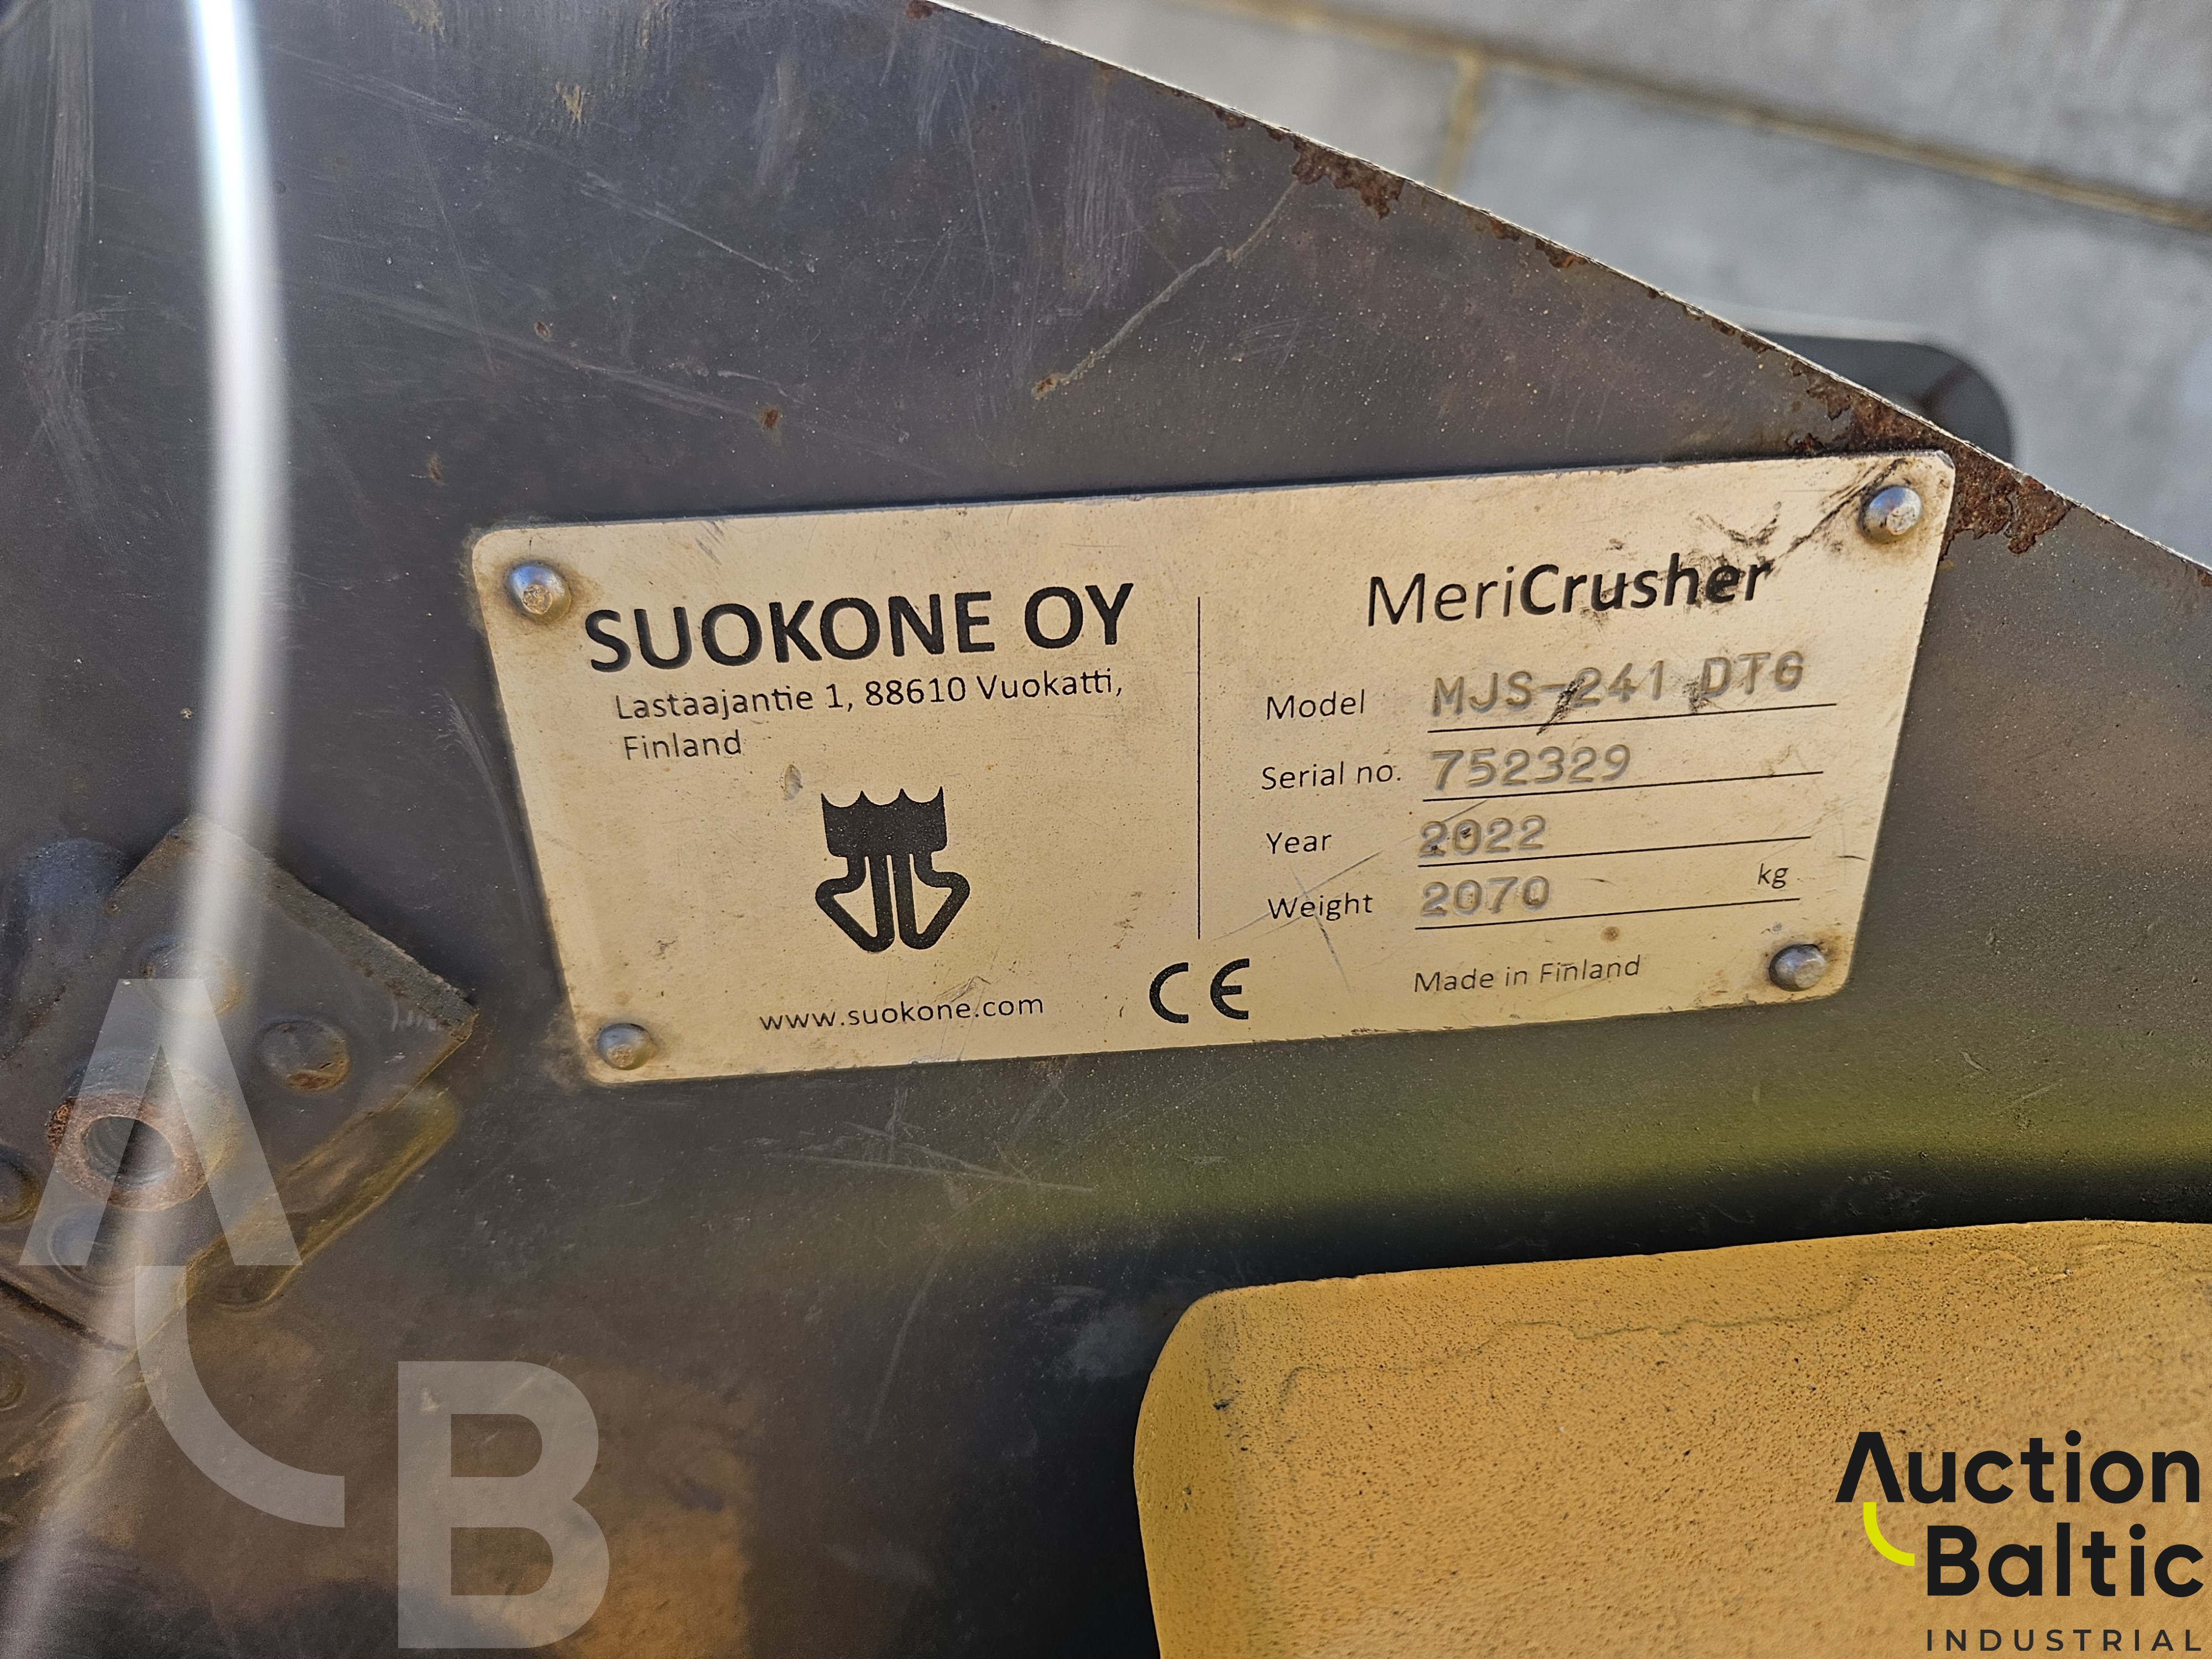 SUOKONE OY
Lastaajantie 1, 88610 Vuokatti,
Finland
www.suokone.com
CE
MeriCrusher
Model MJS-241 DTG
Serial no. 752329
Year 2022
Weight 2070 kg
Made in Finland
AB
Auction
Baltic
INDUSTRIAL